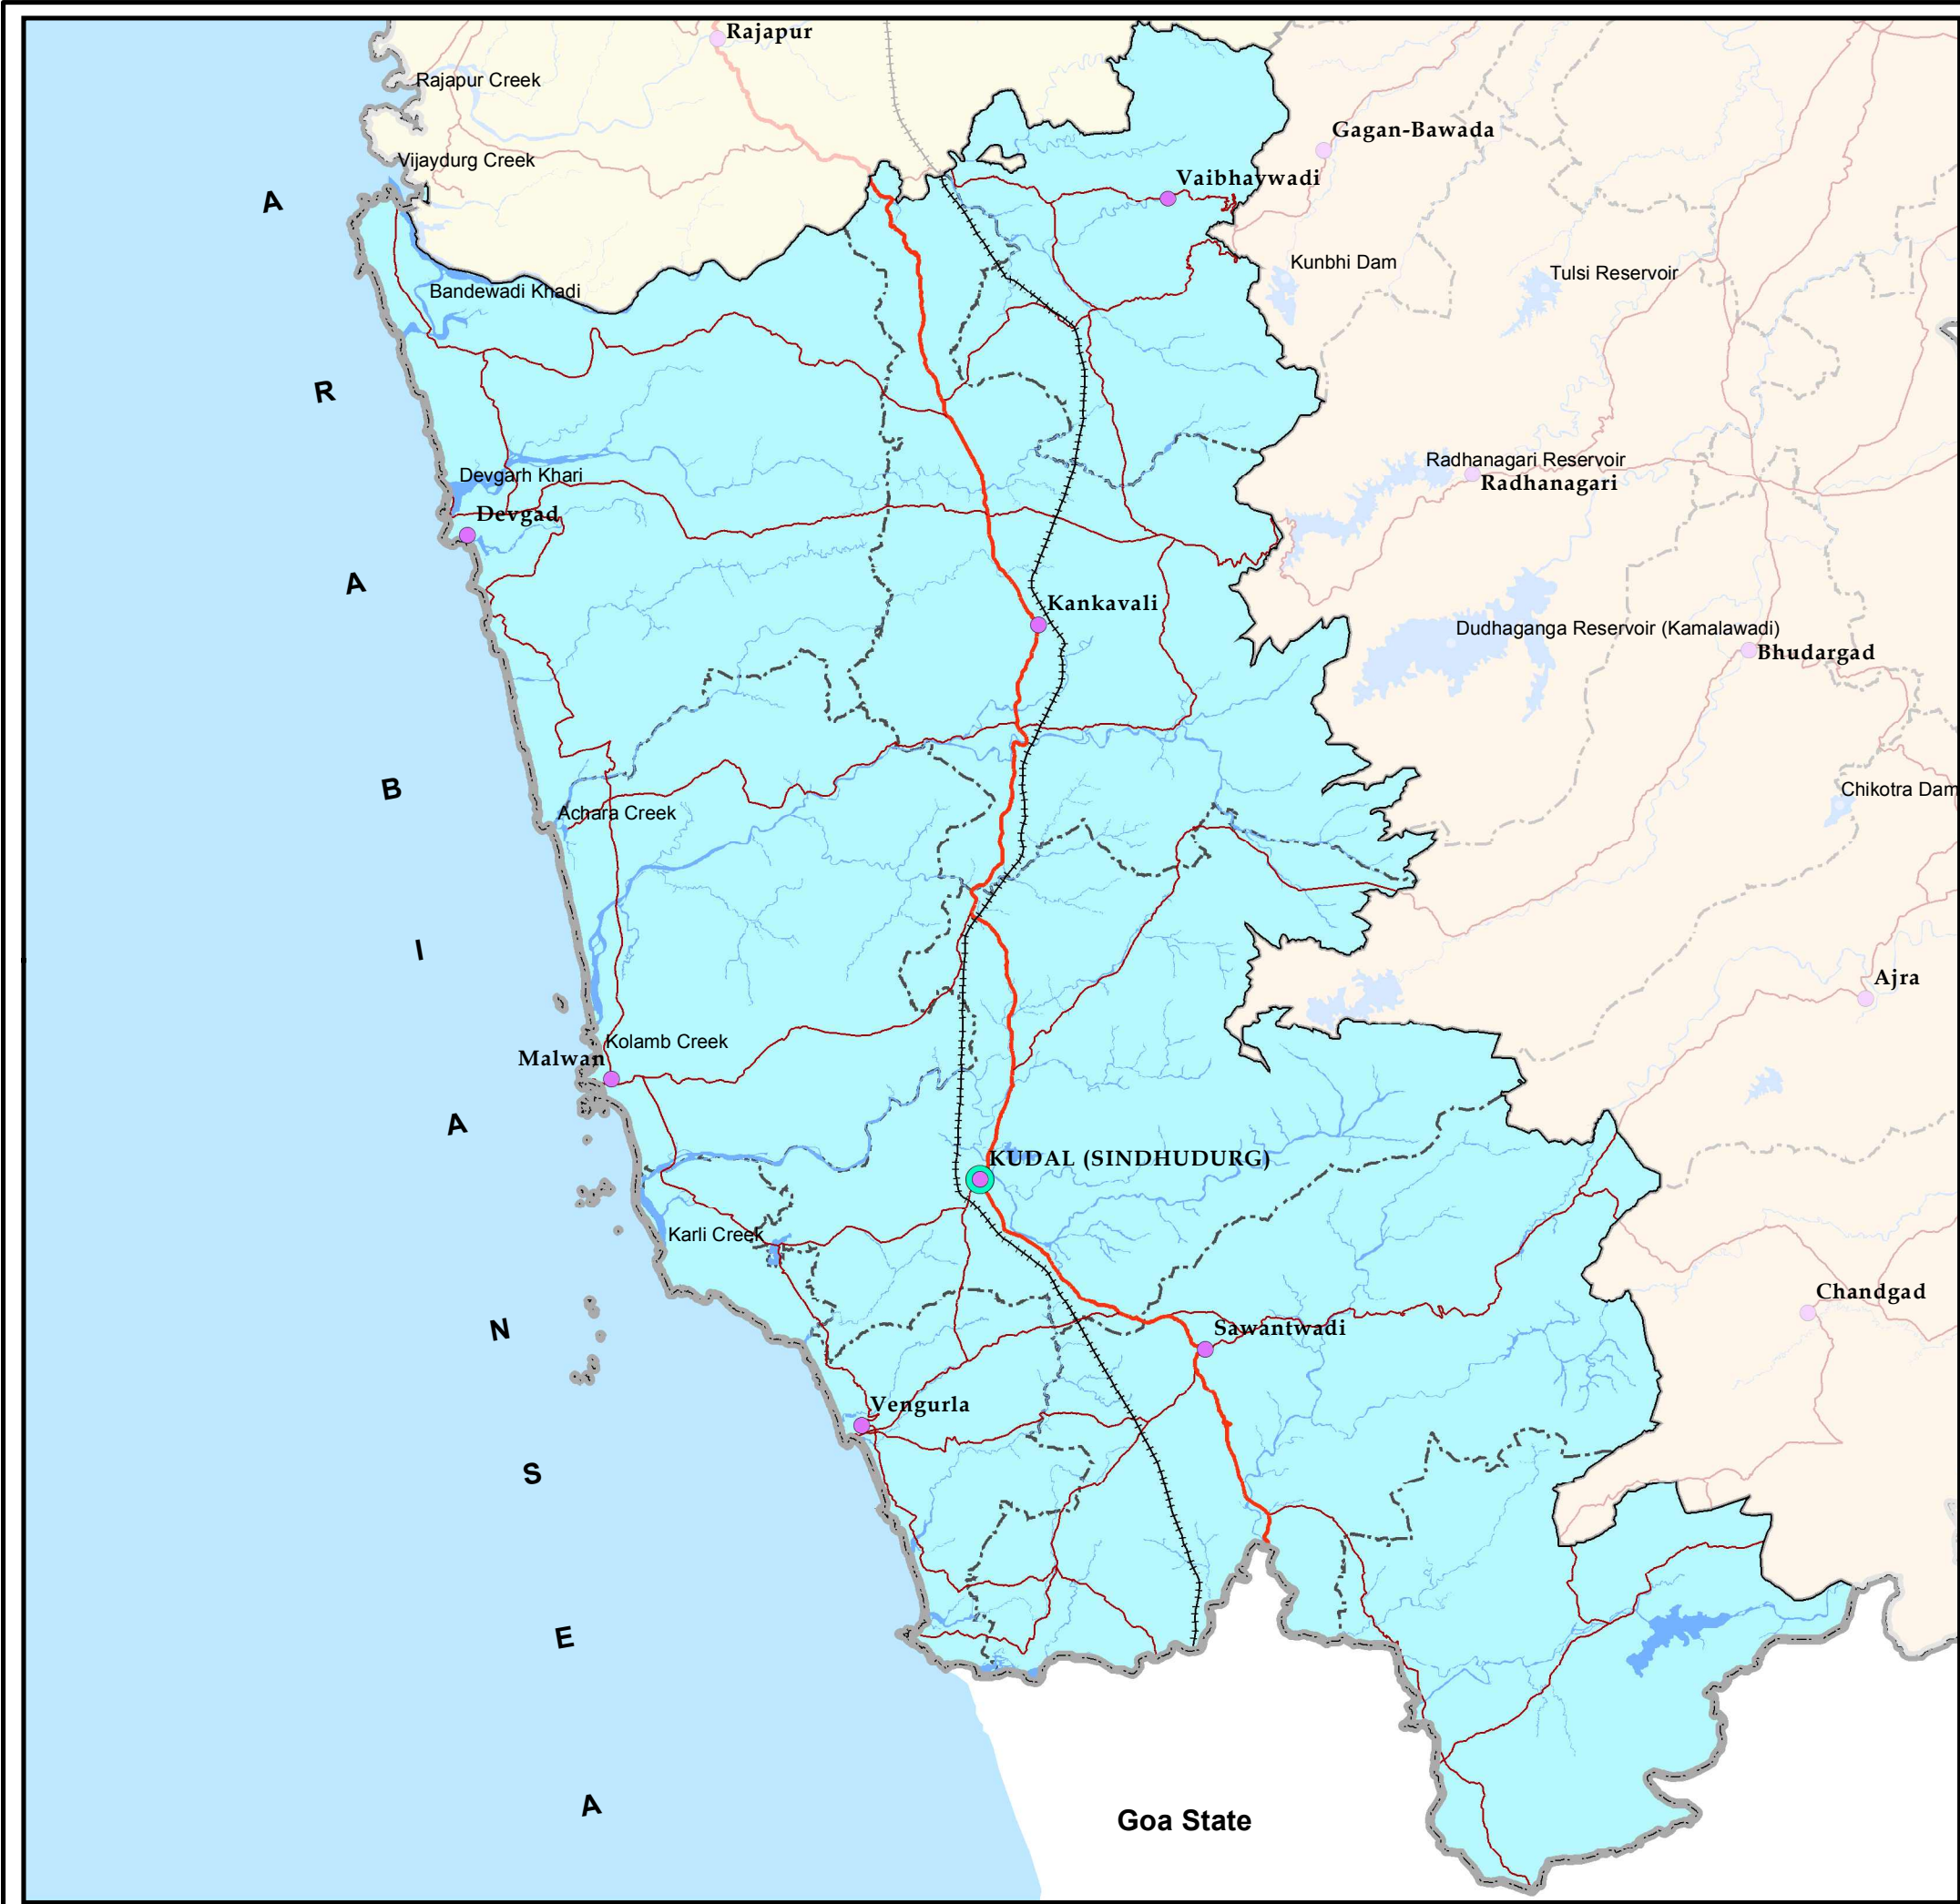 Rajapur
Rajapur Creek
Gagan-Bawada
Vijaydurg Creek
Vaibhavwadi
Kunbhi Dam
Tulsi Reservoir
Bandewadi Khadi
Radhanagari Reservoir
Radhanagari
Devgarh Khari
Devgad
Kankavali
Dudhaganga Reservoir (Kamalawadi)
Bhudargad
Chikotra Dam
Achara Creek
Ajra
Kolamb Creek
Malwan
KUDAL (SINDHUDURG)
Karli Creek
Chandgad
Sawantwadi
Vengurla
Goa State
A R A B I A N S E A